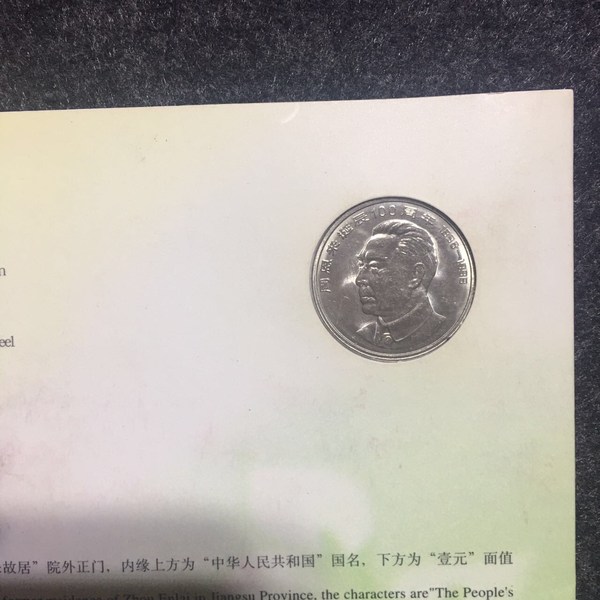 周恩来诞辰100周年 1898-1998
n
eel
故居”院外正门，内缘上方为“中华人民共和国”国名，下方为“壹元”面值
residence of Zhou Enlai in Jiangsu Province, the characters are"The People's